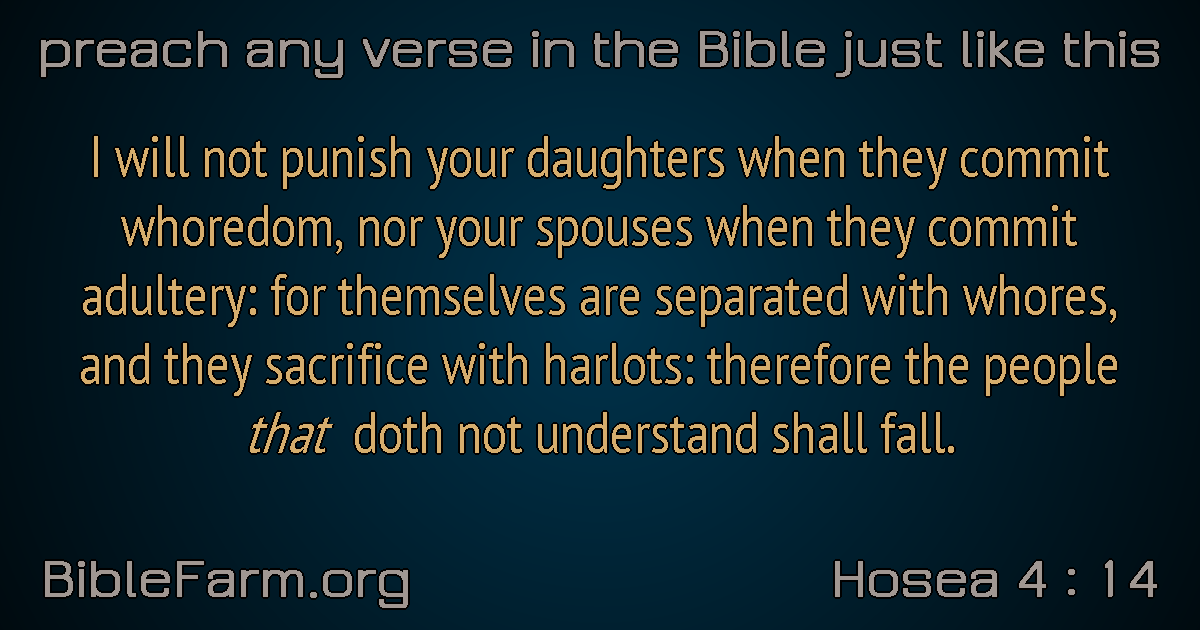 preach any verse in the Bible just like this
I will not punish your daughters when they commit
whoredom, nor your spouses when they commit
adultery: for themselves are separated with whores,
and they sacrifice with harlots: therefore the people
that doth not understand shall fall.
BibleFarm.org
Hosea 4 : 14